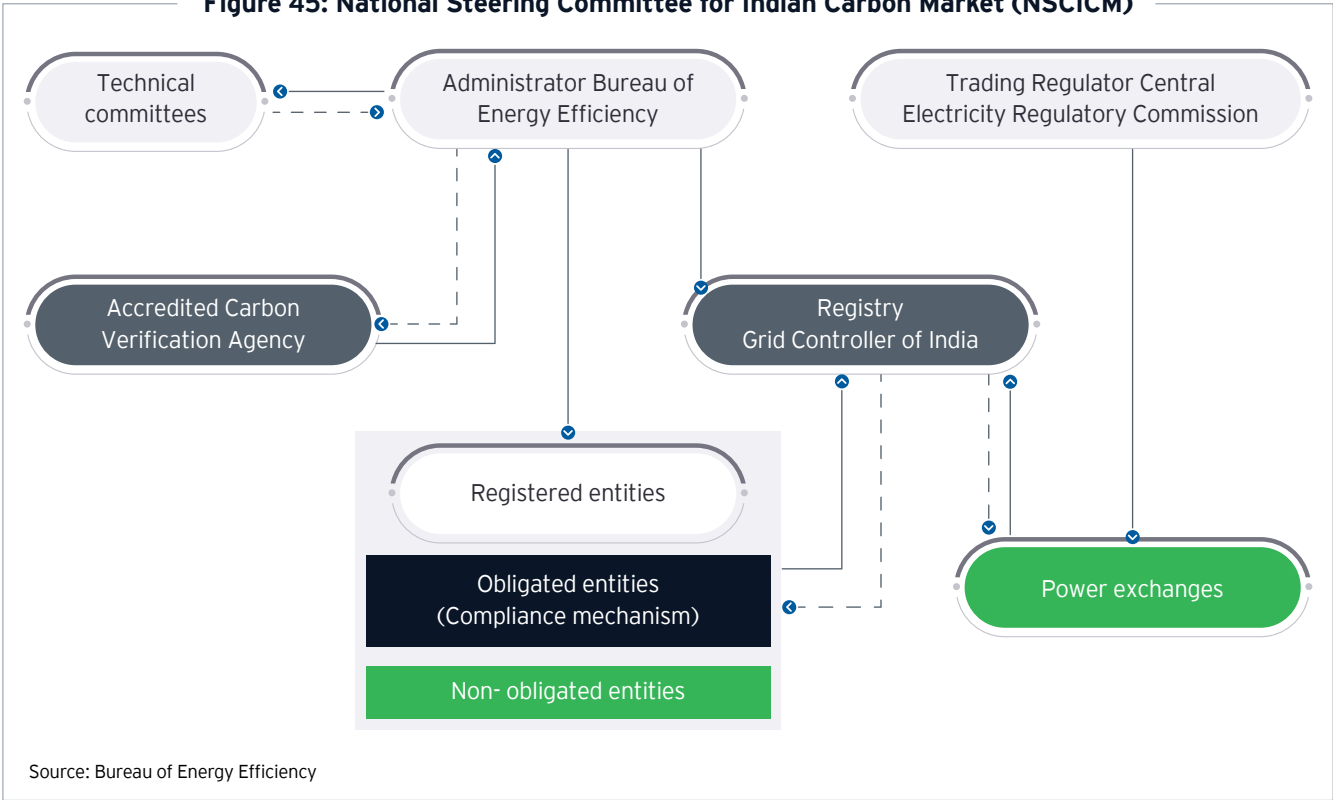 Figure 45: National Steering Committee for Indian Carbon Market (NSCICM)
Technical
committees
Administrator Bureau of
Energy Efficiency
Trading Regulator Central
Electricity Regulatory Commission
Accredited Carbon
Verification Agency
Registry
Grid Controller of India
Registered entities
Obligated entities
(Compliance mechanism)
Non- obligated entities
Power exchanges
Source: Bureau of Energy Efficiency